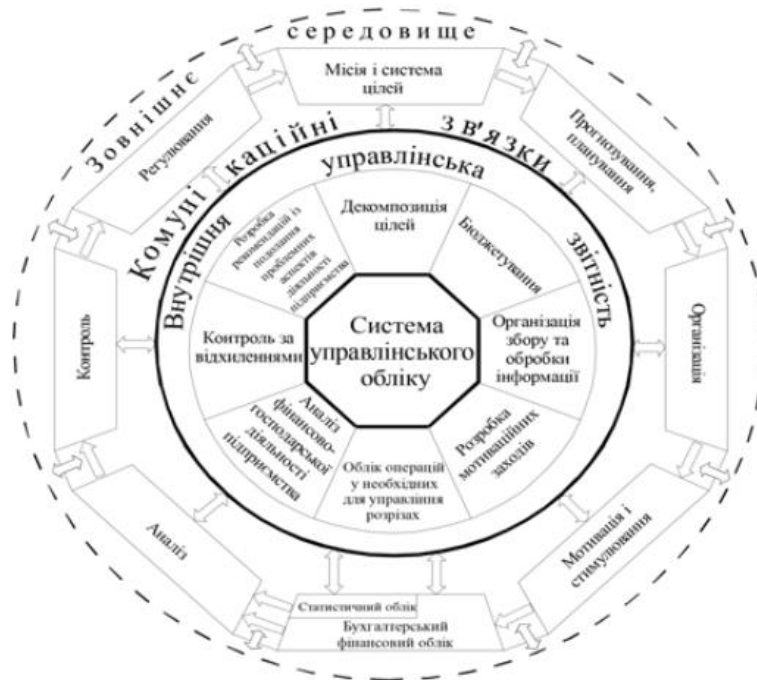 Зовнішнє середовище
Місія і система
цілей
Прогнозування,
планування
Організація
Мотивація і
стимулювання
Статистичний облік
Бухгалтерський
фінансовий облік
Аналіз
Контроль
Регулювання
Комунікаційні зв'язки
Внутрішня управлінська звітність
Декомпозиція
цілей
Бюджетування
Організація
збору та
обробки
інформації
Розробка
мотиваційних
заходів
Облік операцій
у необхідних
для управління
розрізах
Аналіз
фінансово-
господарської
діяльності
підприємства
Контроль за
відхиленнями
Розробка
рекомендацій із
подолання
проблемних
аспектів
діяльності
підприємства
Система
управлінського
обліку